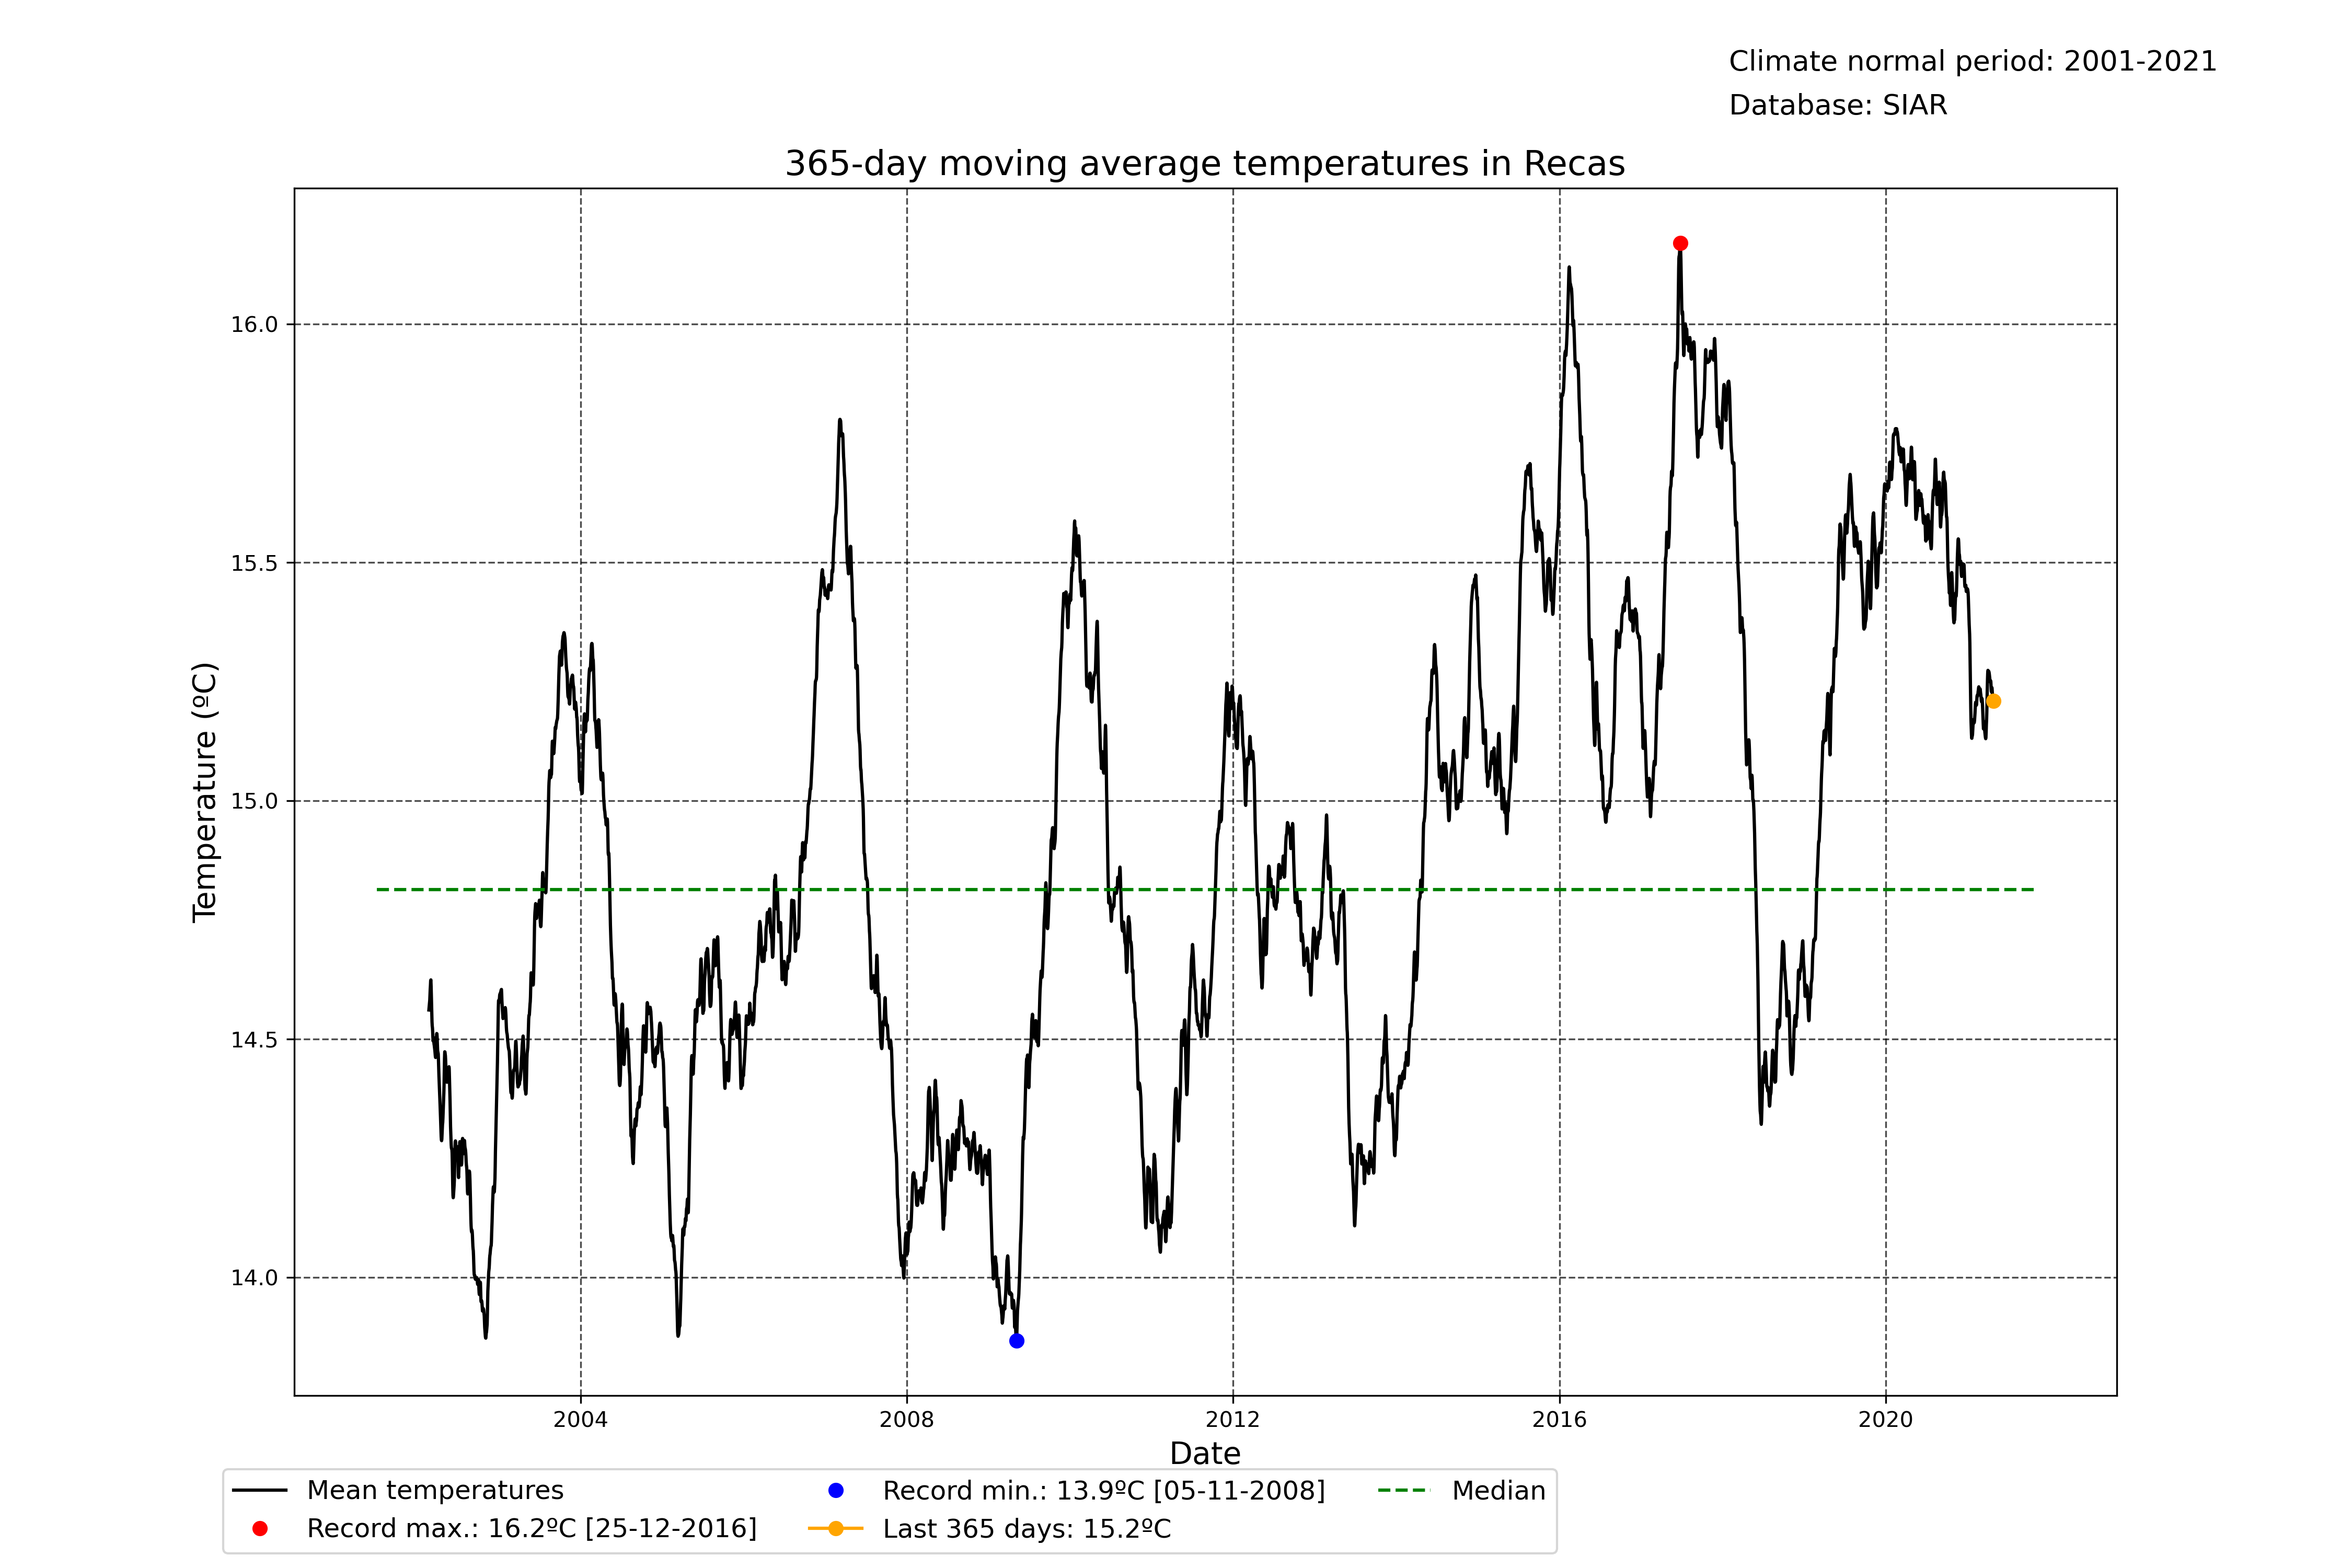 Climate normal period: 2001-2021
Database: SIAR
365-day moving average temperatures in Recas
Temperature (ºC)
16.0
15.5
15.0
14.5
14.0
2004 2008 2012 2016 2020
Date
Mean temperatures
Record max.: 16.2ºC [25-12-2016]
Record min.: 13.9ºC [05-11-2008]
Last 365 days: 15.2ºC
Median